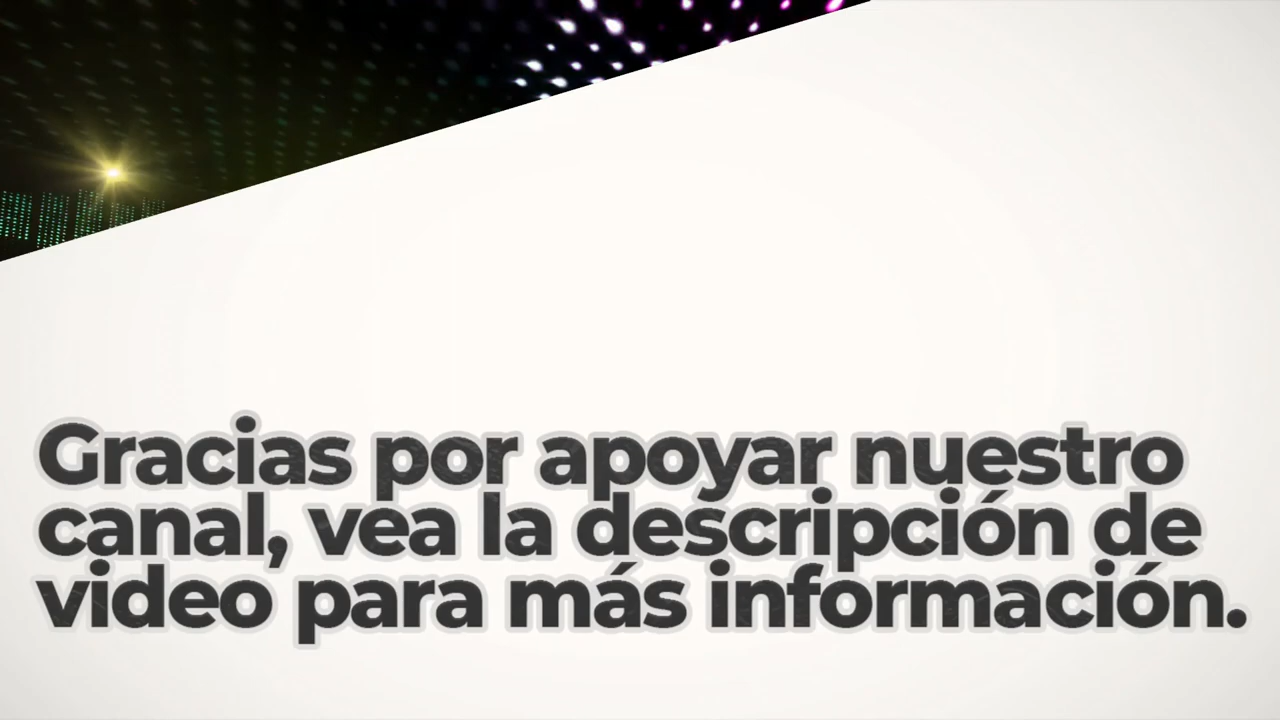 Gracias por apoyar nuestro
canal, vea la descripción de
video para más información.